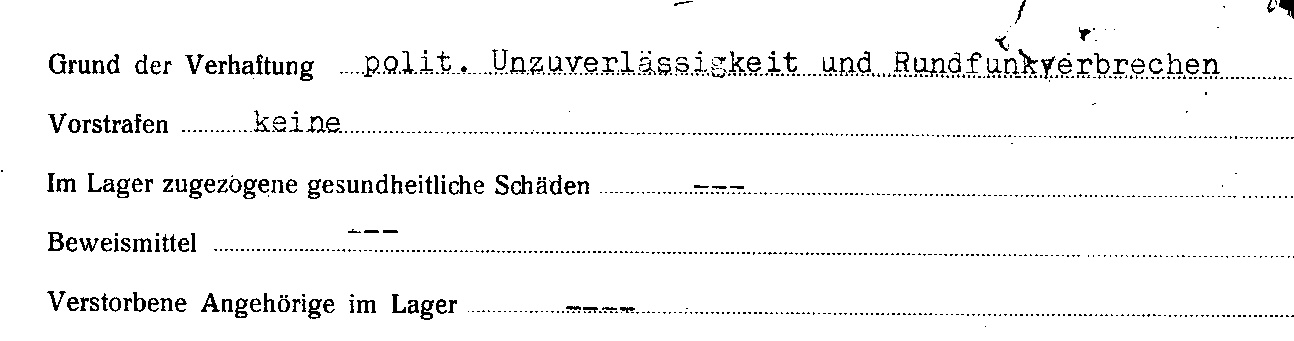 Grund der Verhaftung polit. Unzuverlässigkeit und Rundfunkverbrechen
Vorstrafen keine
Im Lager zugezogene gesundheitliche Schäden ---
Beweismittel ---
Verstorbene Angehörige im Lager ----